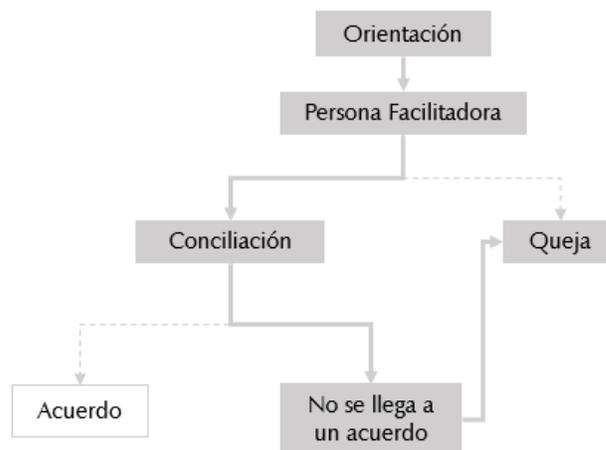 Orientación
Persona Facilitadora
Conciliación
Queja
Acuerdo
No se llega a
un acuerdo